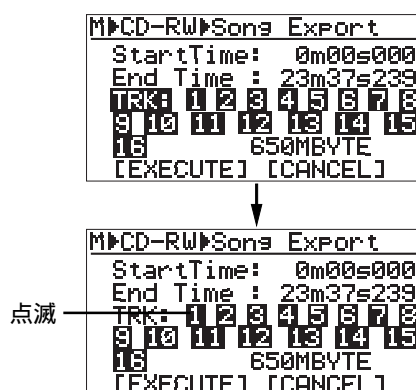 M▶CD-RW▶Song Export
StartTime: 0m00s000
End Time : 23m37s239
TRK: 1 2 3 4 5 6 7 8
9 10 11 12 13 14 15
16 650MBYTE
[EXECUTE] [CANCEL]
M▶CD-RW▶Song Export
StartTime: 0m00s000
End Time : 23m37s239
点滅
TRK: 1 2 3 4 5 6 7 8
9 10 11 12 13 14 15
16 650MBYTE
[EXECUTE] [CANCEL]